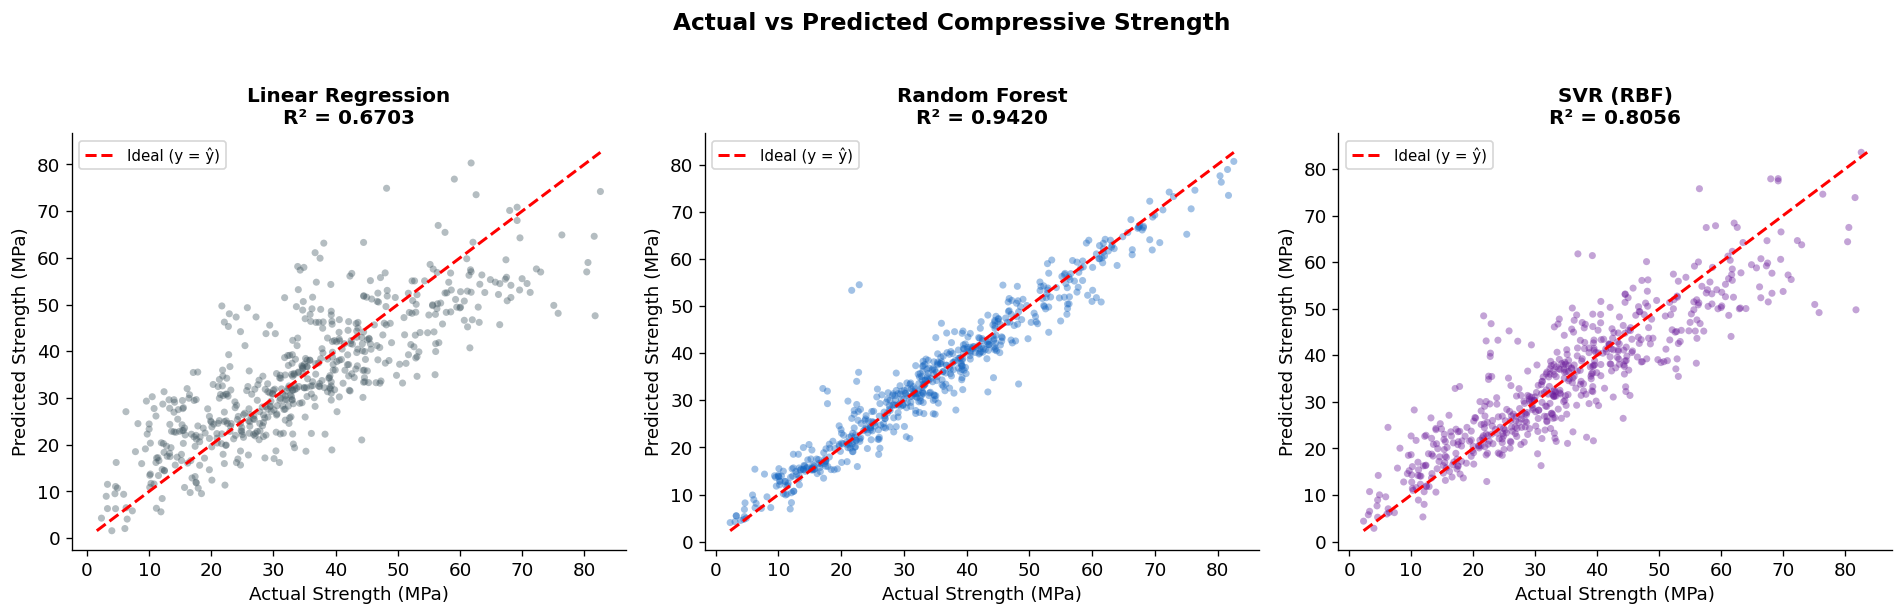 Actual vs Predicted Compressive Strength
Linear Regression
R² = 0.6703
Ideal (y = ŷ)
80
70
60
50
40
30
20
10
0
Predicted Strength (MPa)
0 10 20 30 40 50 60 70 80
Actual Strength (MPa)
Random Forest
R² = 0.9420
Ideal (y = ŷ)
80
70
60
50
40
30
20
10
0
Predicted Strength (MPa)
0 10 20 30 40 50 60 70 80
Actual Strength (MPa)
SVR (RBF)
R² = 0.8056
Ideal (y = ŷ)
80
70
60
50
40
30
20
10
0
Predicted Strength (MPa)
0 10 20 30 40 50 60 70 80
Actual Strength (MPa)